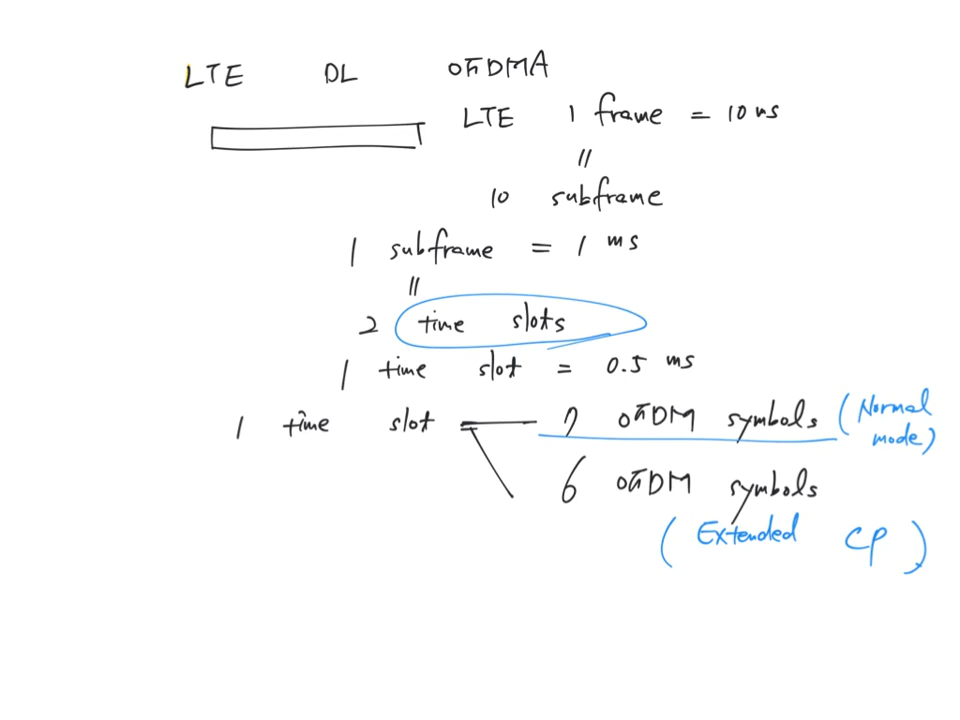 LTE DL OFDMA
LTE 1 frame = 10 ms
||
10 subframe
1 subframe = 1 ms
||
2 time slots
1 time slot = 0.5 ms
1 time slot = 7 OFDM symbols (Normal mode)
6 OFDM symbols
(Extended CP)